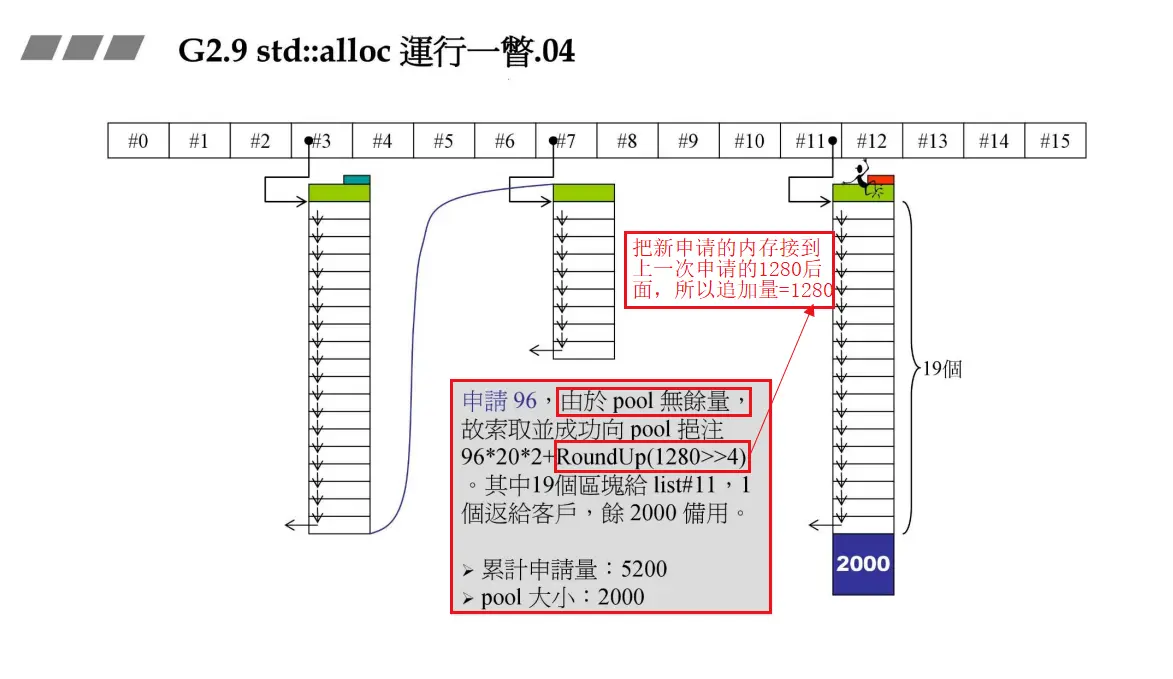 G2.9 std::alloc 運行一瞥.04
#0 #1 #2 #3 #4 #5 #6 #7 #8 #9 #10 #11 #12 #13 #14 #15
把新申请的内存接到
上一次申请的1280后
面，所以追加量=1280
19個
申請 96，由於 pool 無餘量，
故索取並成功向 pool 挹注
96*20*2+RoundUp(1280>>4)
。其中19個區塊給 list#11，1
個返給客戶，餘 2000 備用。
➢ 累計申請量：5200
➢ pool 大小：2000
2000